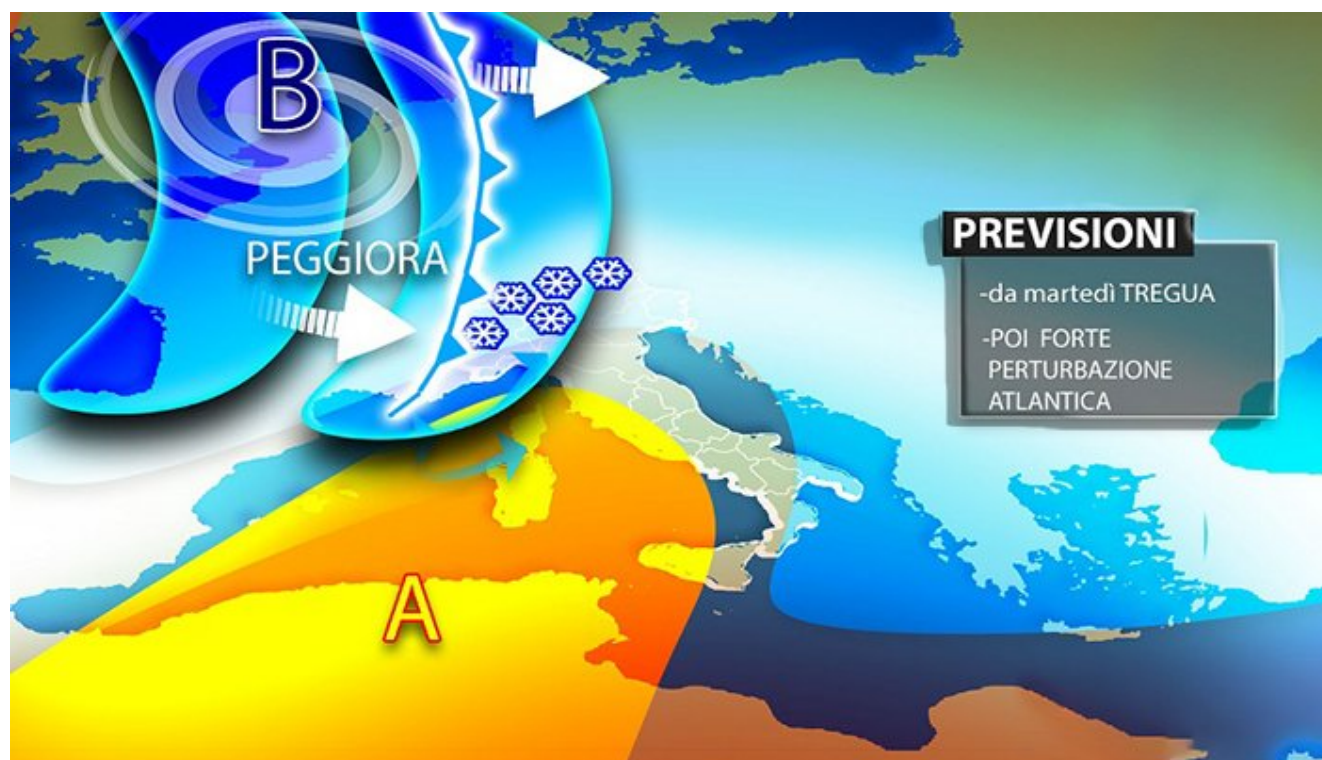 B
PEGGIORA
PREVISIONI
-da martedì TREGUA
-POI FORTE
PERTURBAZIONE
ATLANTICA
A